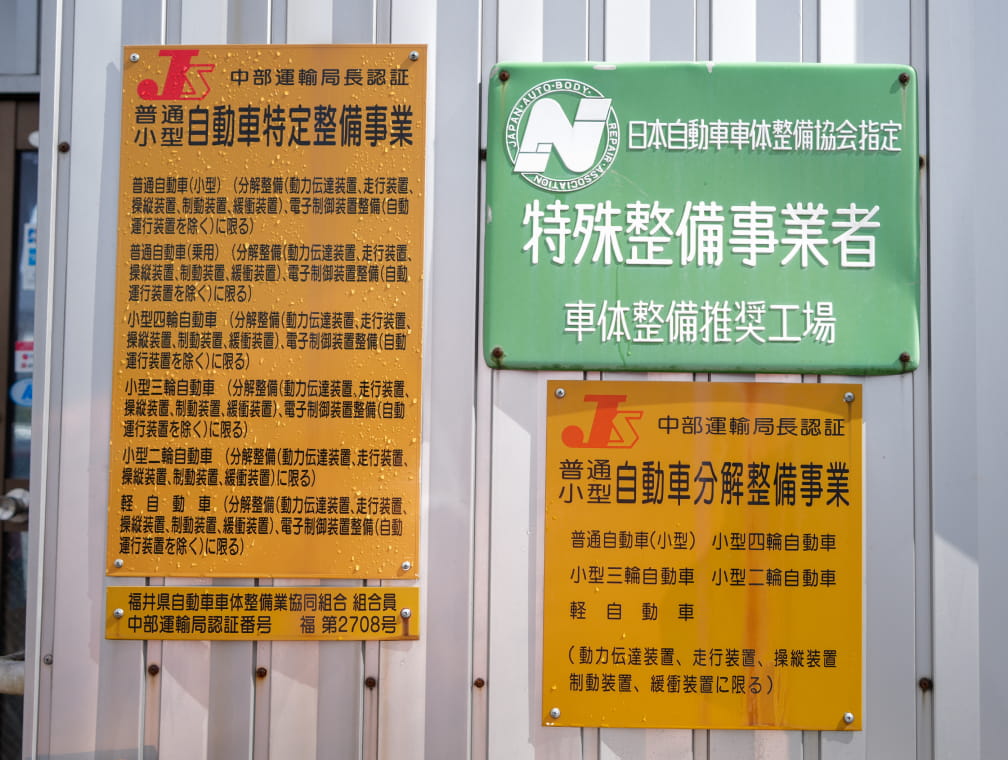 JS 中部運輸局長認証
普通小型 自動車特定整備事業
普通自動車(小型) (分解整備(動力伝達装置、走行装置、
操縦装置、制動装置、緩衝装置)、電子制御装置整備(自動
運行装置を除く)に限る)
普通自動車(乗用) (分解整備(動力伝達装置、走行装置、
操縦装置、制動装置、緩衝装置)、電子制御装置整備(自動
運行装置を除く)に限る)
小型四輪自動車 (分解整備(動力伝達装置、走行装置、
操縦装置、制動装置、緩衝装置)、電子制御装置整備(自動
運行装置を除く)に限る)
小型三輪自動車 (分解整備(動力伝達装置、走行装置、
操縦装置、制動装置、緩衝装置)、電子制御装置整備(自動
運行装置を除く)に限る)
小型二輪自動車 (分解整備(動力伝達装置、走行装置、
操縦装置、制動装置、緩衝装置)に限る)
軽自動車 (分解整備(動力伝達装置、走行装置、
操縦装置、制動装置、緩衝装置)、電子制御装置整備(自動
運行装置を除く)に限る)
福井県自動車車体整備業協同組合 組合員
中部運輸局認証番号 福 第2708号
JAPAN・AUTO・BODY・REPAIR・ASSOCIATION
日本自動車車体整備協会指定
特殊整備事業者
車体整備推奨工場
JS 中部運輸局長認証
普通小型 自動車分解整備事業
普通自動車(小型) 小型四輪自動車
小型三輪自動車 小型二輪自動車
軽自動車
(動力伝達装置、走行装置、操縦装置
制動装置、緩衝装置に限る)